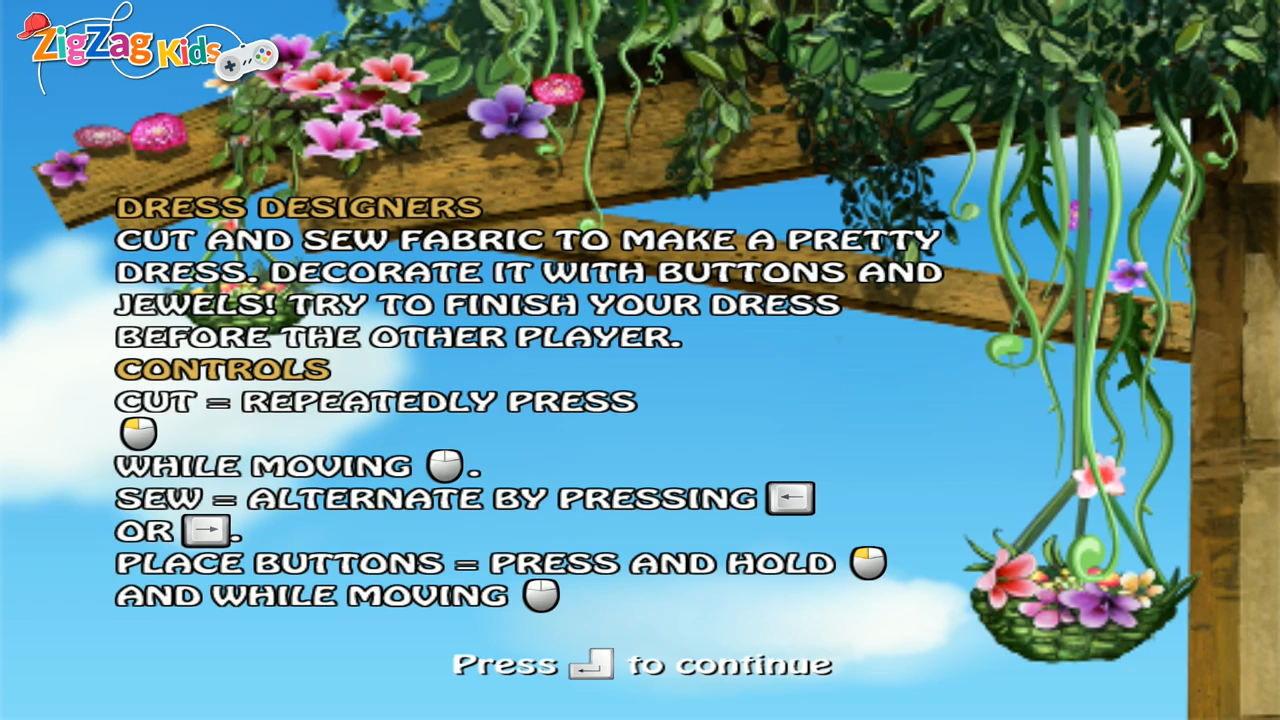 ZigZag Kids
DRESS DESIGNERS
CUT AND SEW FABRIC TO MAKE A PRETTY
DRESS. DECORATE IT WITH BUTTONS AND
JEWELS! TRY TO FINISH YOUR DRESS
BEFORE THE OTHER PLAYER.
CONTROLS
CUT = REPEATEDLY PRESS
WHILE MOVING .
SEW = ALTERNATE BY PRESSING ←
OR →.
PLACE BUTTONS = PRESS AND HOLD
AND WHILE MOVING
Press to continue